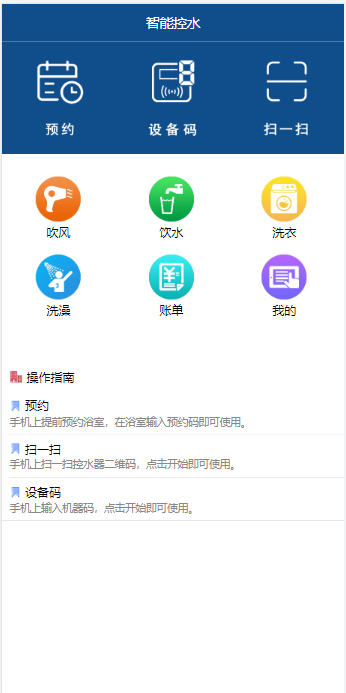 智能控水
预约
设备码
扫一扫
吹风
饮水
洗衣
洗澡
账单
我的
操作指南
预约
手机上提前预约浴室，在浴室输入预约码即可使用。
扫一扫
手机上扫一扫控水器二维码，点击开始即可使用。
设备码
手机上输入机器码，点击开始即可使用。